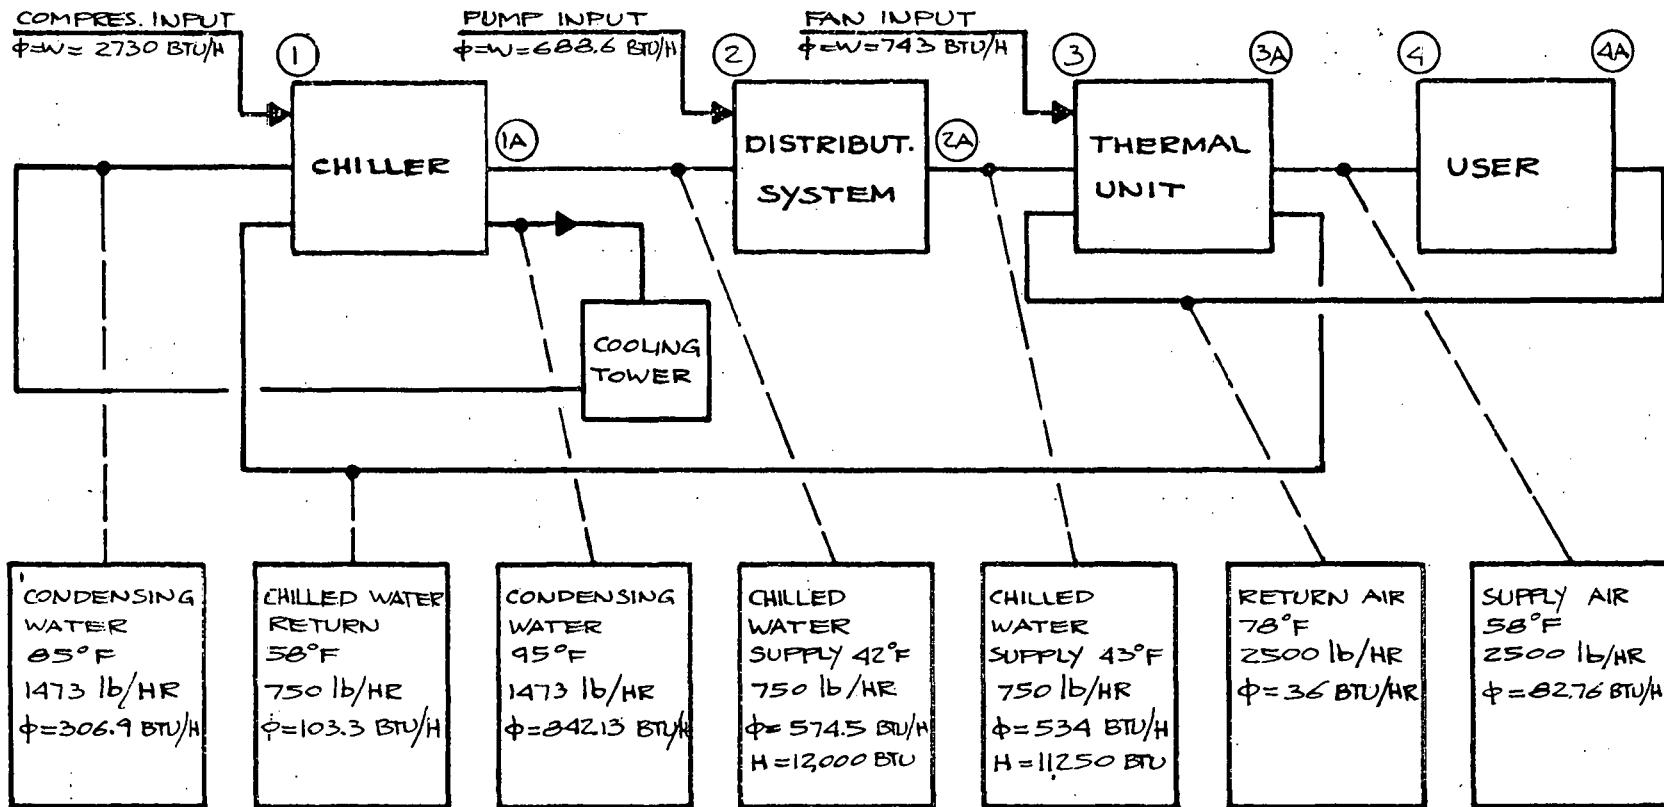 COMPRES. INPUT
ϕ=W= 2730 BTU/H
PUMP INPUT
ϕ=W=688.6 BTU/H
FAN INPUT
ϕ=W=743 BTU/H
1
2
3
3A
4
4A
1A
2A
CHILLER
DISTRIBUT.
SYSTEM
THERMAL
UNIT
USER
COOLING
TOWER
CONDENSING
WATER
85°F
1473 lb/HR
ϕ=306.9 BTU/H
CHILLED WATER
RETURN
58°F
750 lb/HR
ϕ=103.3 BTU/H
CONDENSING
WATER
95°F
1473 lb/HR
ϕ=842.13 BTU/H
CHILLED
WATER
SUPPLY 42°F
750 lb/HR
ϕ=574.5 BTU/H
H=12,000 BTU
CHILLED
WATER
SUPPLY 43°F
750 lb/HR
ϕ=534 BTU/H
H=11,250 BTU
RETURN AIR
78°F
2500 lb/HR
ϕ=36 BTU/HR
SUPPLY AIR
58°F
2500 lb/HR
ϕ=82.76 BTU/H